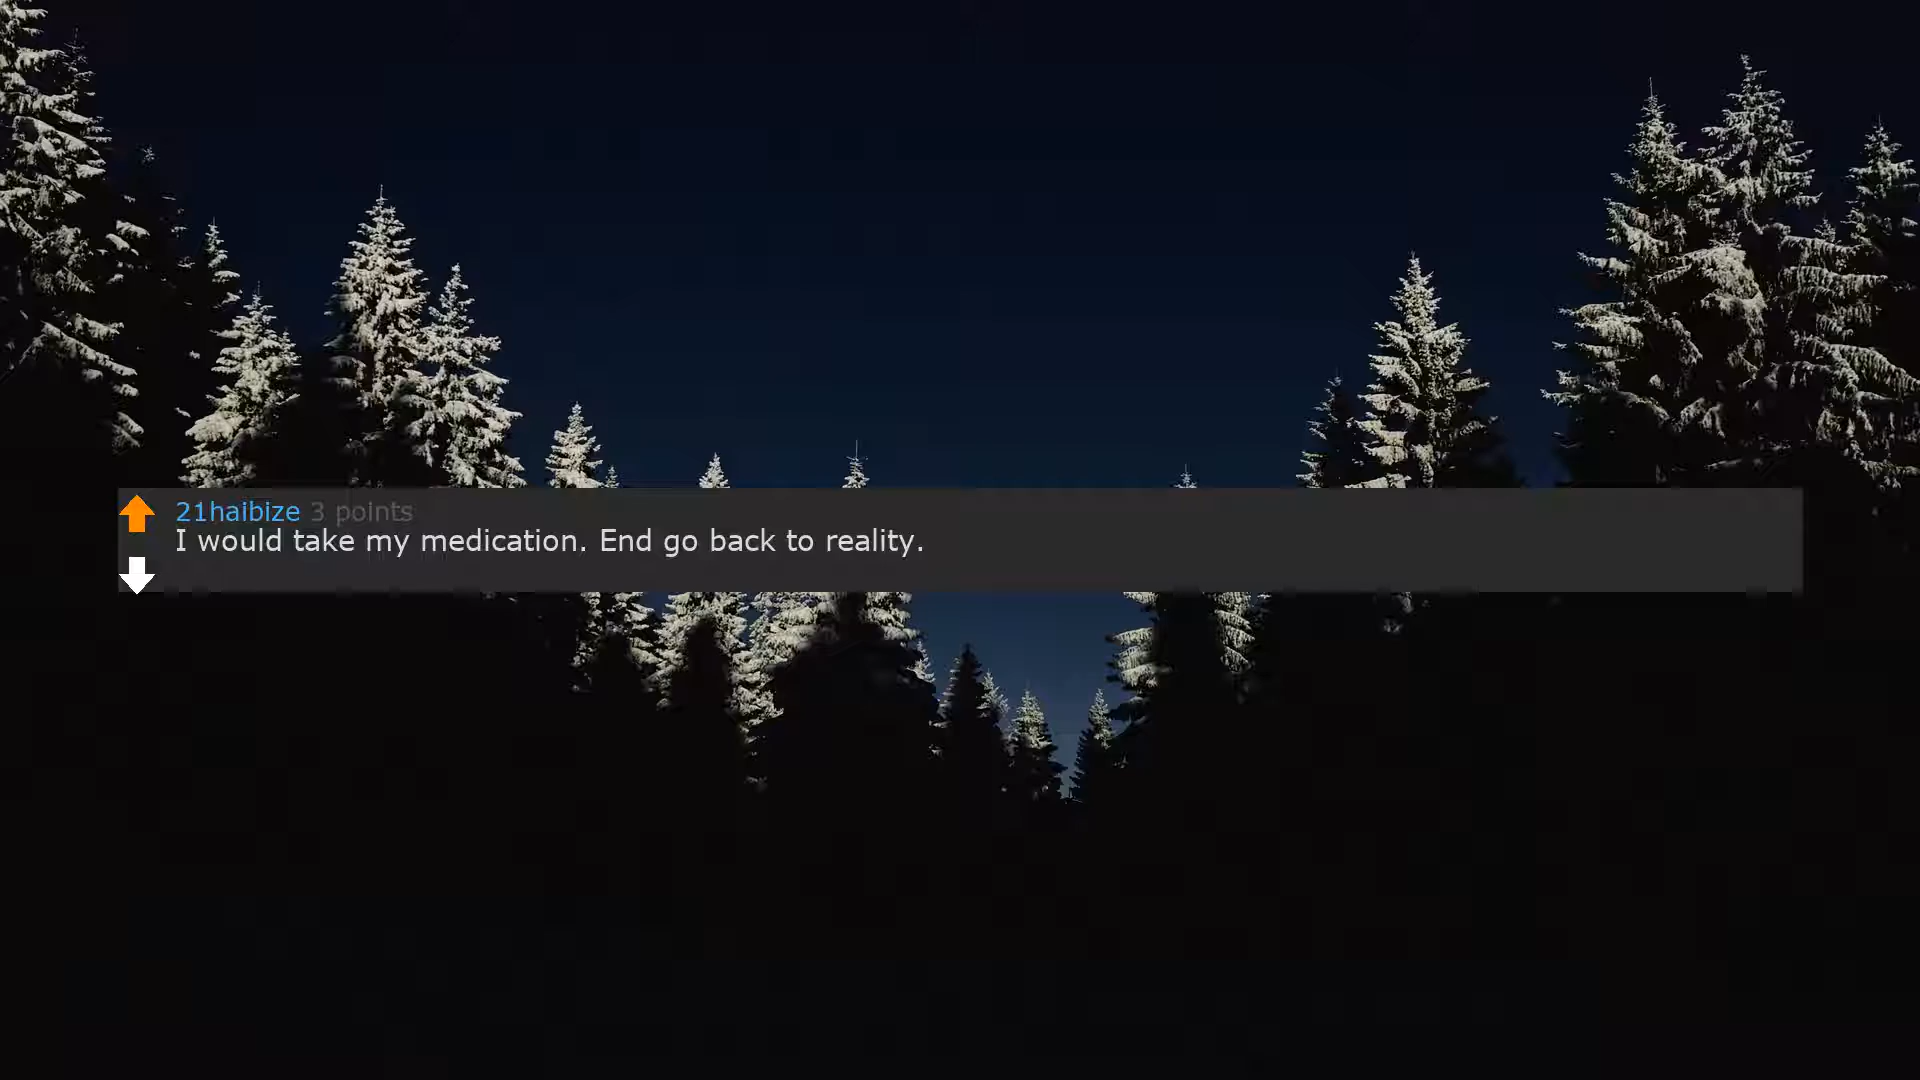 21haibize 3 points
I would take my medication. End go back to reality.